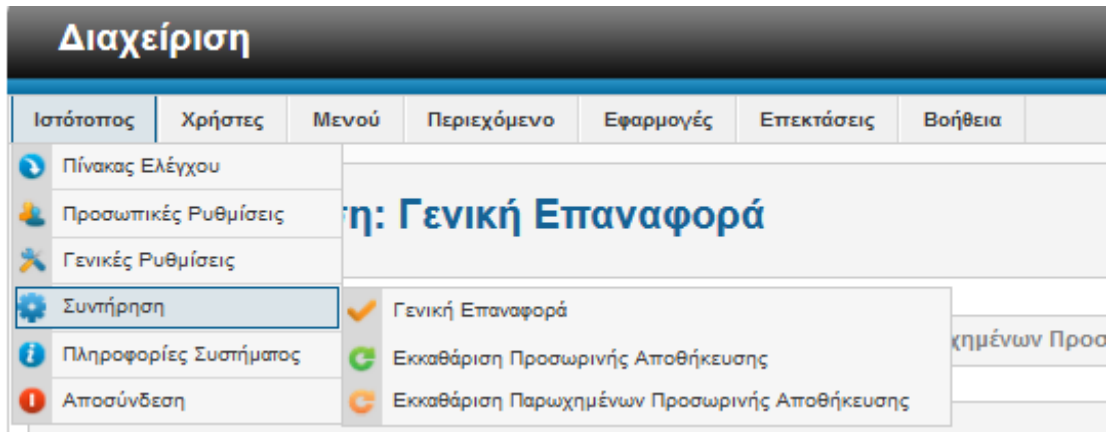 Διαχείριση
Ιστότοπος Χρήστες Μενού Περιεχόμενο Εφαρμογές Επεκτάσεις Βοήθεια
Πίνακας Ελέγχου
Προσωπικές Ρυθμίσεις
ση: Γενική Επαναφορά
Γενικές Ρυθμίσεις
Συντήρηση
Γενική Επαναφορά
Πληροφορίες Συστήματος
Εκκαθάριση Προσωρινής Αποθήκευσης
χημένων Προσ
Αποσύνδεση
Εκκαθάριση Παρωχημένων Προσωρινής Αποθήκευσης